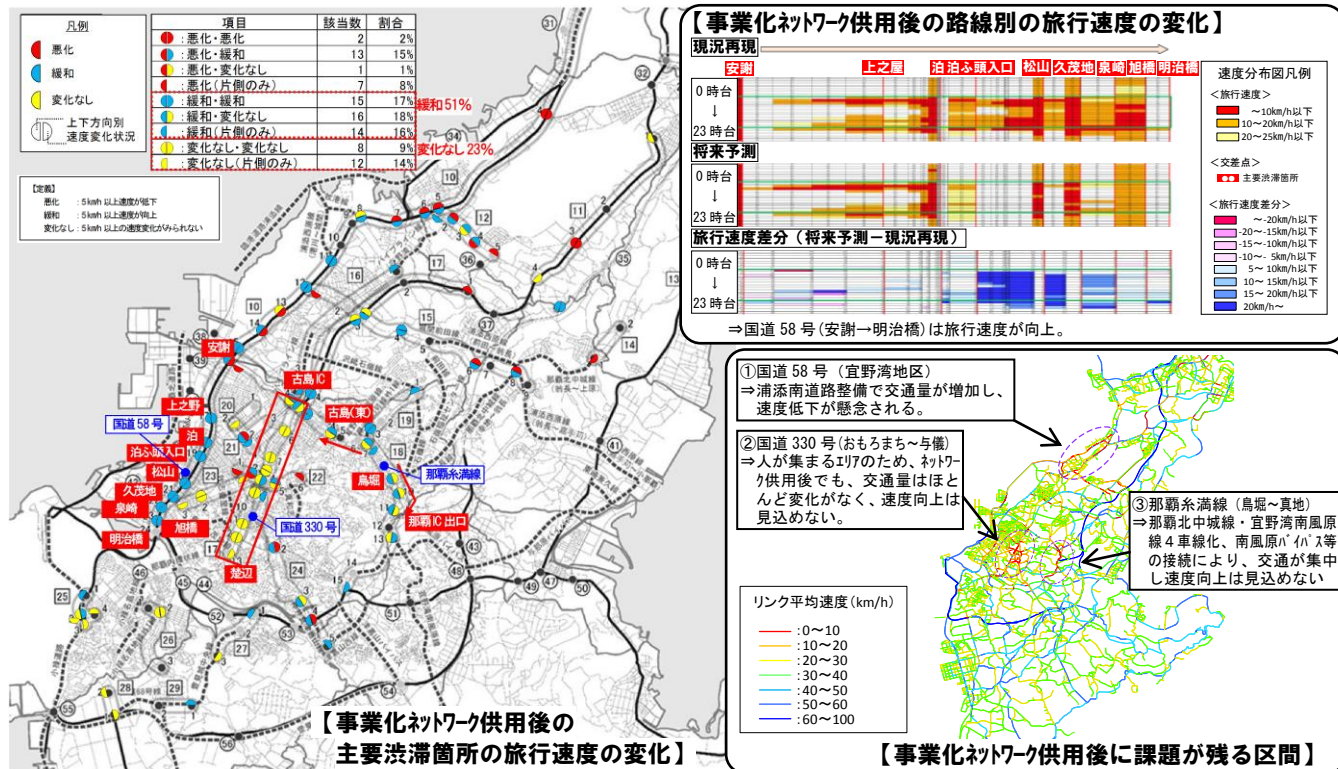 凡例
悪化
緩和
変化なし
上下方向別
速度変化状況
項目 該当数 割合
:悪化・悪化 2 2%
:悪化・緩和 13 15%
:悪化・変化なし 1 1%
:悪化(片側のみ) 7 8%
:緩和・緩和 15 17%
:緩和・変化なし 16 18%
:緩和(片側のみ) 14 16%
:変化なし・変化なし 8 9%
:変化なし(片側のみ) 12 14%
緩和51%
変化なし 23%
【定義】
悪化 :5km/h 以上速度が低下
緩和 :5km/h 以上速度が向上
変化なし:5km/h 以上の速度変化がみられない
安謝
古島IC
上之野
古島(東)
国道58号
泊
泊ふ頭入口
松山
那覇糸満線
鳥堀
久茂地
泉崎
国道330号
那覇IC出口
旭橋
明治橋
楚辺
【事業化ネットワーク供用後の
主要渋滞箇所の旅行速度の変化】
【事業化ネットワーク供用後の路線別の旅行速度の変化】
現況再現
安謝 上之屋 泊 泊ふ頭入口 松山 久茂地 泉崎 旭橋 明治橋
0時台
↓
23時台
将来予測
0時台
↓
23時台
旅行速度差分(将来予測-現況再現)
0時台
↓
23時台
⇒国道58号(安謝→明治橋)は旅行速度が向上。
速度分布図凡例
<旅行速度>
~10km/h以下
10~20km/h以下
20~25km/h以下
<交差点>
主要渋滞箇所
<旅行速度差分>
~-20km/h以下
-20~-15km/h以下
-15~-10km/h以下
-10~- 5km/h以下
5~ 10km/h以下
10~ 15km/h以下
15~ 20km/h以下
20km/h~
①国道58号(宜野湾地区)
⇒浦添南道路整備で交通量が増加し、
速度低下が懸念される。
②国道330号(おもろまち~与儀)
⇒人が集まるエリアのため、ネットワー
ク供用後でも、交通量はほと
んど変化がなく、速度向上は
見込めない。
③那覇糸満線(鳥堀~真地)
⇒那覇北中城線・宜野湾南風原
線4車線化、南風原バイパス等
の接続により、交通が集中
し速度向上は見込めない
リンク平均速度(km/h)
:0~10
:10~20
:20~30
:30~40
:40~50
:50~60
:60~100
【事業化ネットワーク供用後に課題が残る区間】